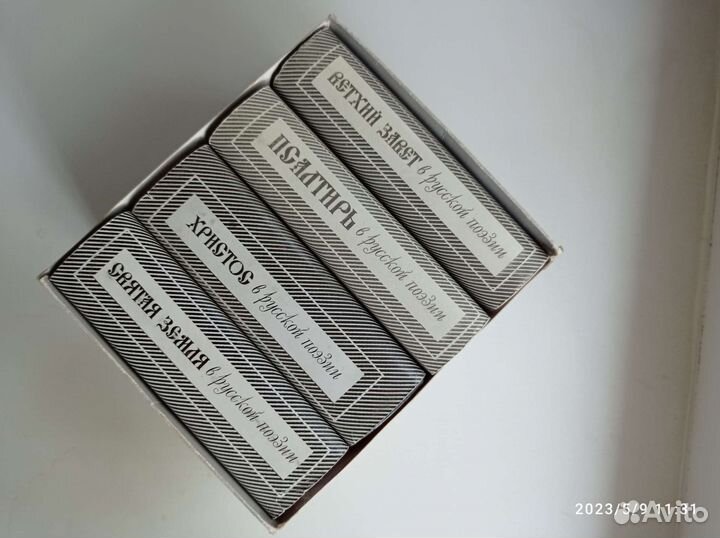 ВЕТХИЙ ЗАВЕТ в русской поэзии
ПСАЛТИРЬ в русской поэзии
ХРИСТОС в русской поэзии
СВЯТАЯ ЗЕМЛЯ в русской поэзии
2023/5/9 11:31
Avito